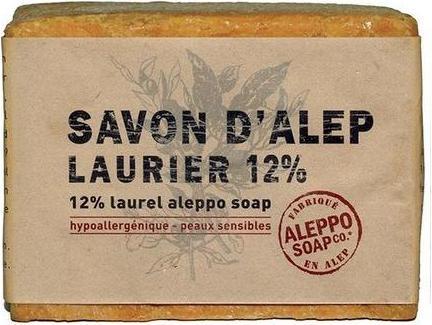 SAVON D'ALEP
LAURIER 12%
12% laurel aleppo soap
hypoallergénique - peaux sensibles
FABRIQUÉ
ALEPPO
SOAP CO.
EN ALEP